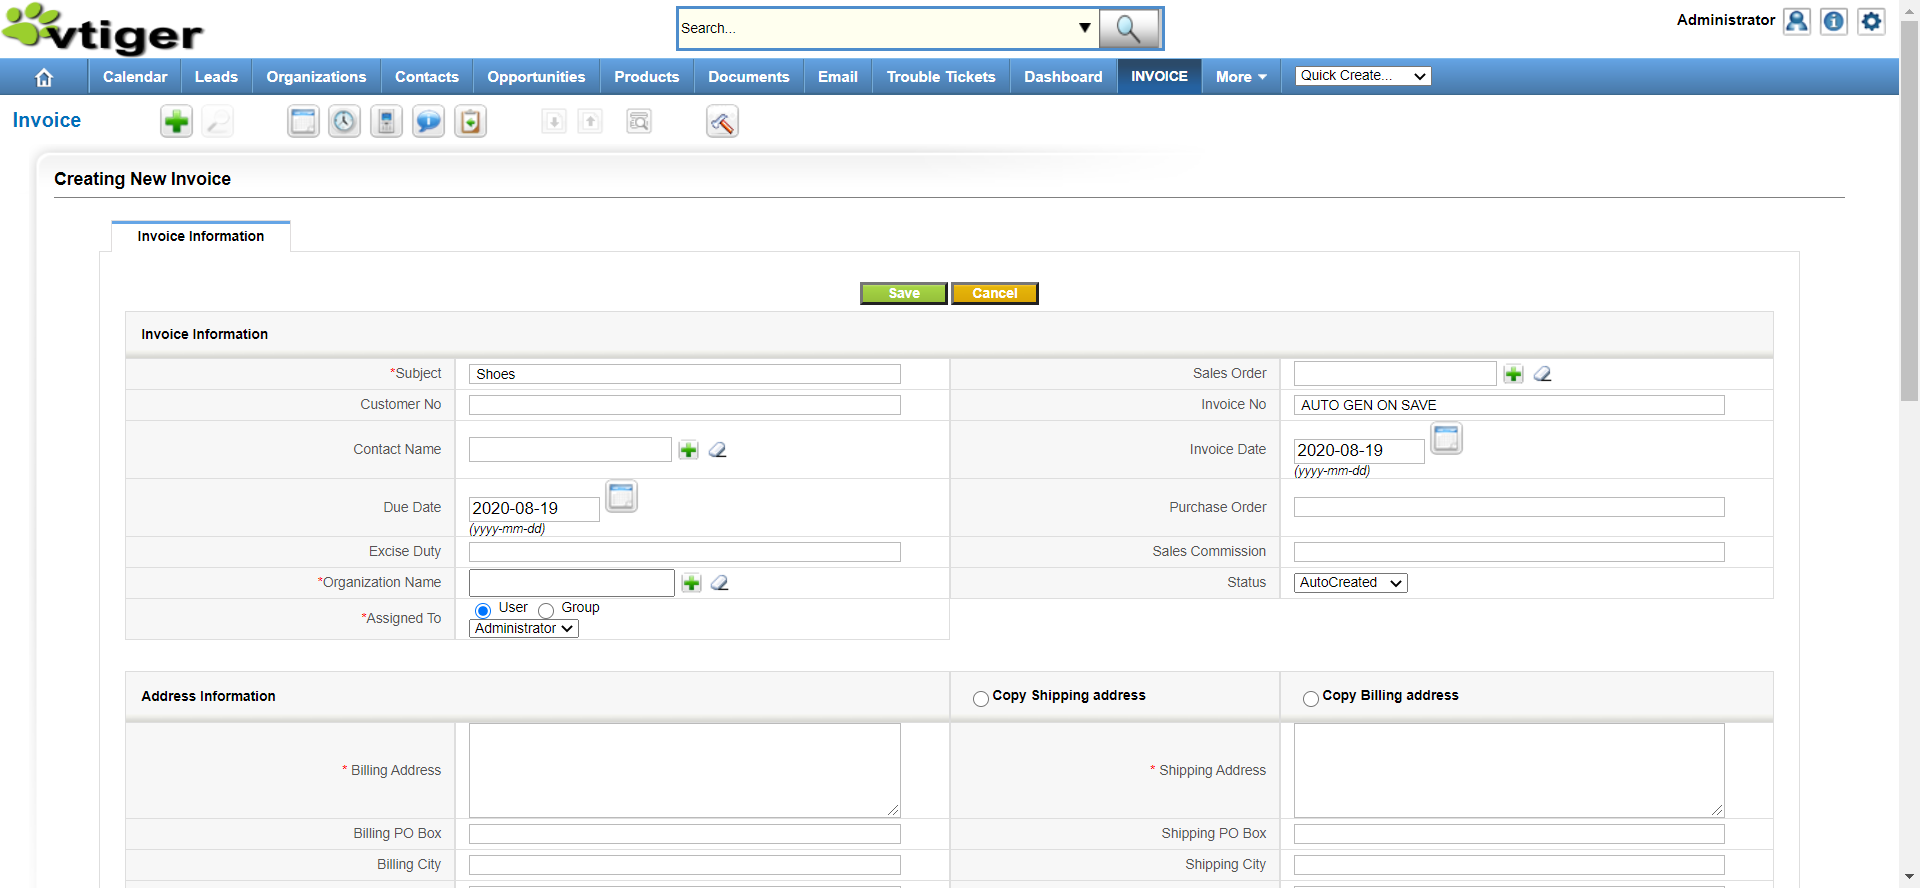 vtiger
Search...
Administrator
Calendar Leads Organizations Contacts Opportunities Products Documents Email Trouble Tickets Dashboard INVOICE More Quick Create...
Invoice
Creating New Invoice
Invoice Information
Save Cancel
Invoice Information
*Subject Shoes Sales Order
Customer No Invoice No AUTO GEN ON SAVE
Contact Name Invoice Date 2020-08-19
(yyyy-mm-dd)
Due Date 2020-08-19 Purchase Order
(yyyy-mm-dd)
Excise Duty Sales Commission
*Organization Name Status AutoCreated
*Assigned To User Group
Administrator
Address Information Copy Shipping address Copy Billing address
* Billing Address * Shipping Address
Billing PO Box Shipping PO Box
Billing City Shipping City